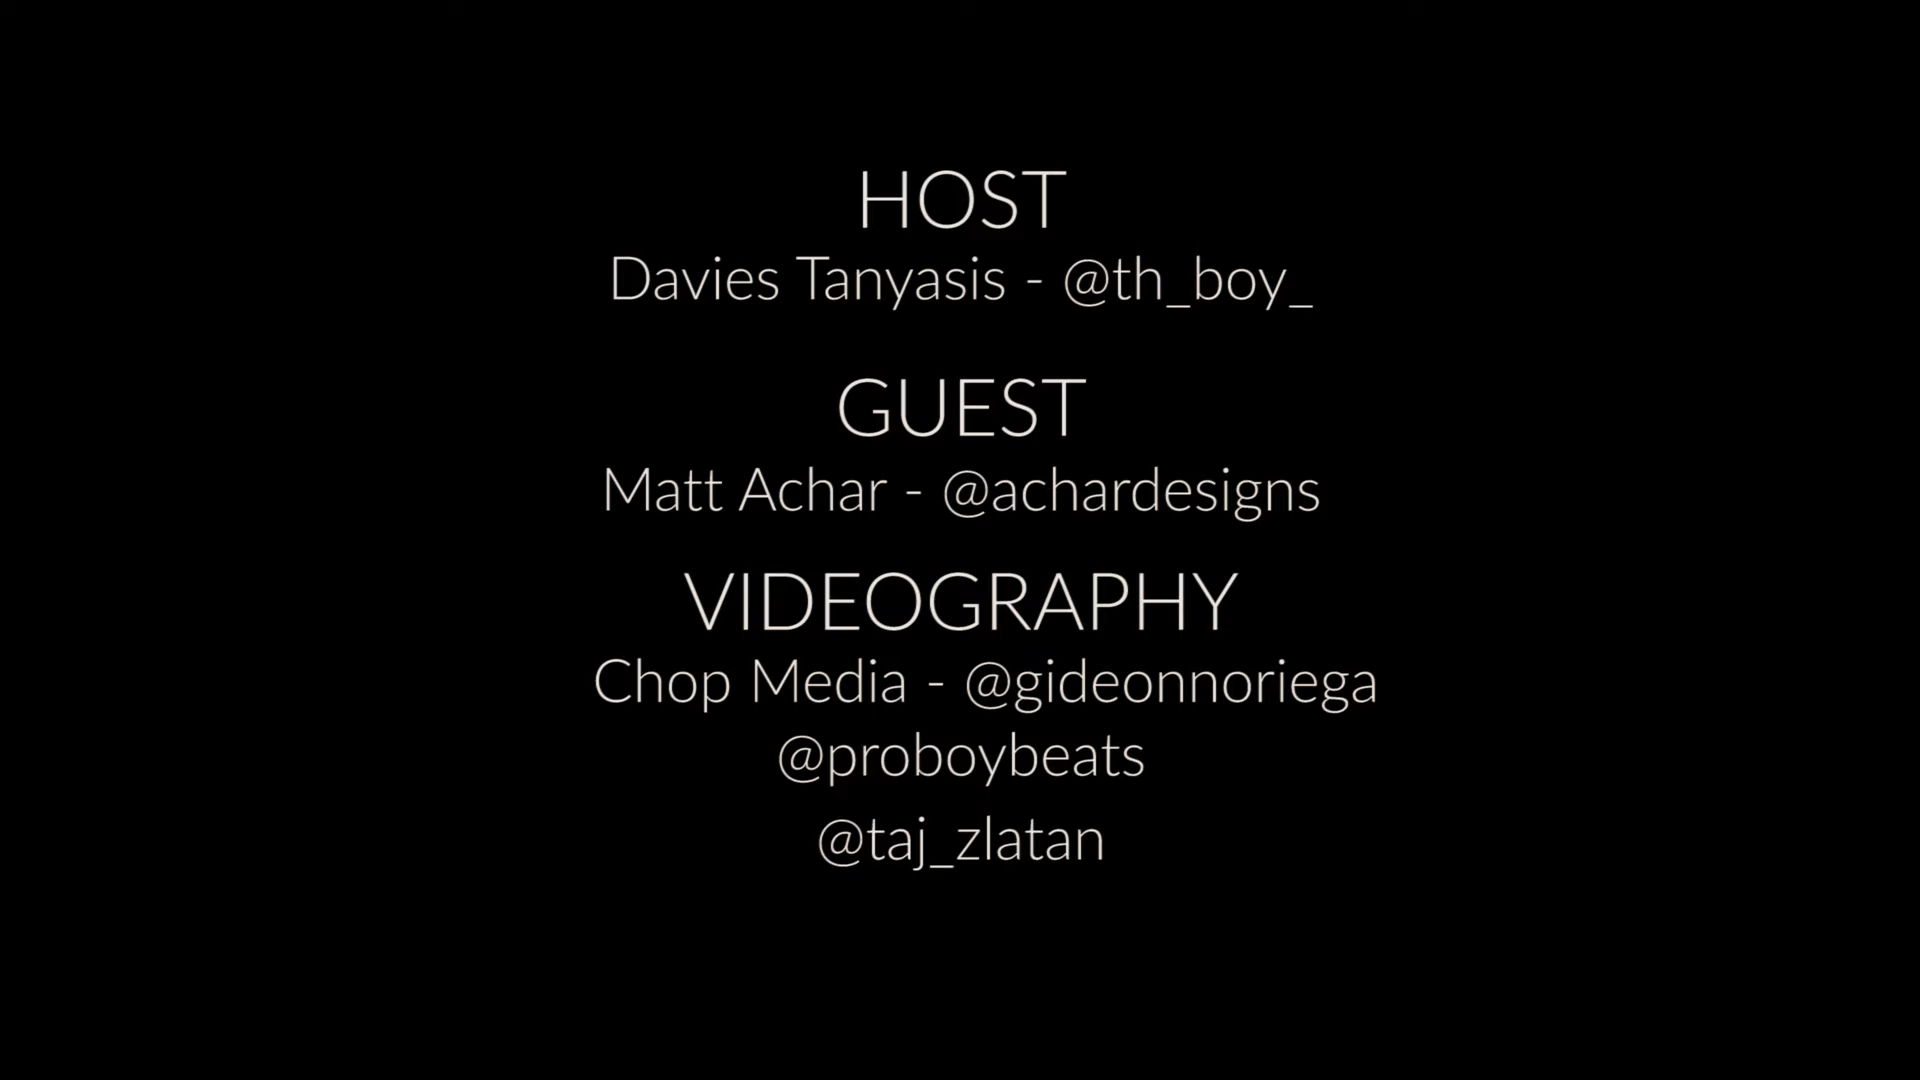 HOST
Davies Tanyasis - @th_boy_
GUEST
Matt Achar - @achardesigns
VIDEOGRAPHY
Chop Media - @gideonnoriega
@proboybeats
@taj_zlatan